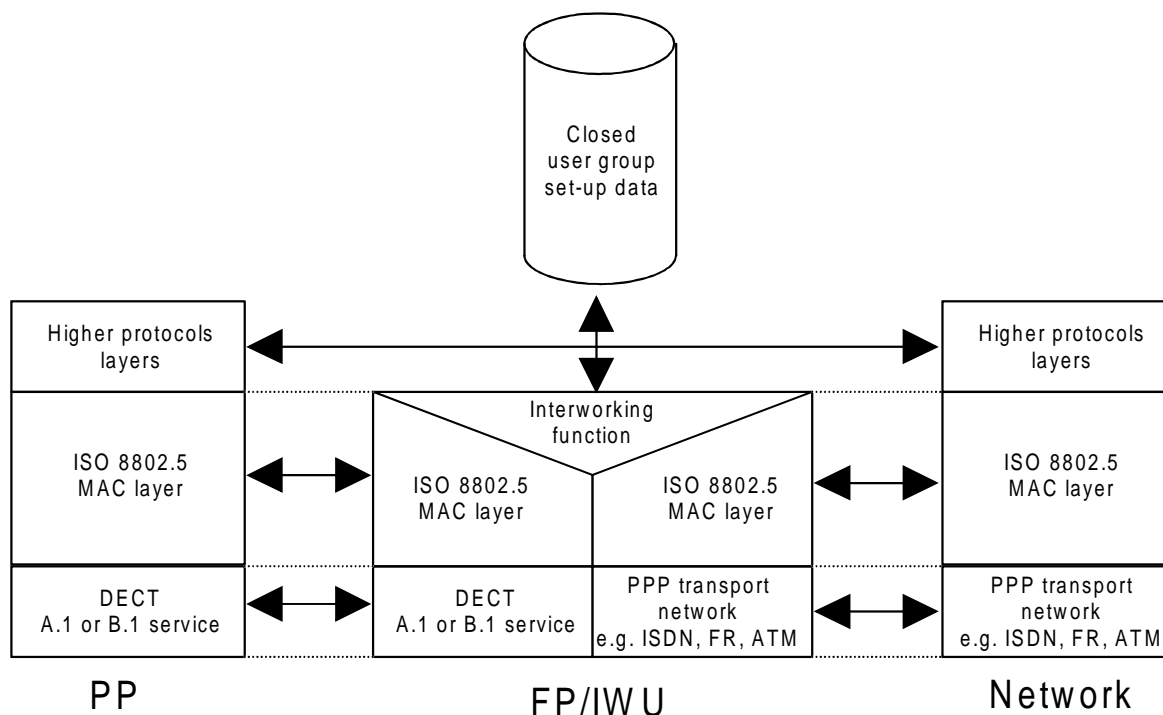 Closed
user group
set-up data
Higher protocols
layers
Higher protocols
layers
Interworking
function
ISO 8802.5
MAC layer
ISO 8802.5
MAC layer
ISO 8802.5
MAC layer
ISO 8802.5
MAC layer
DECT
A.1 or B.1 service
DECT
A.1 or B.1 service
PPP transport
network
e.g. ISDN, FR, ATM
PPP transport
network
e.g. ISDN, FR, ATM
PP
FP/IWU
Network